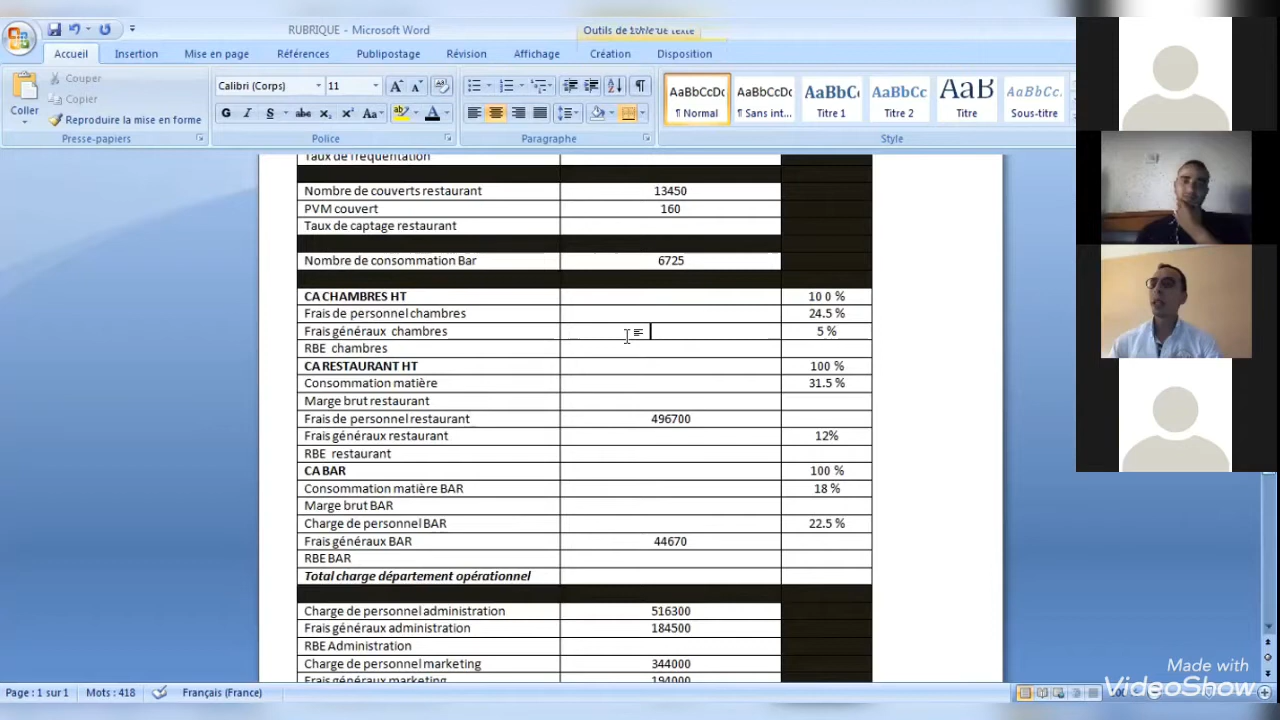 RUBRIQUE - Microsoft Word
Accueil Insertion Mise en page Références Publipostage Révision Affichage Création Disposition
Couper
Copier
Reproduire la mise en forme
Coller
Presse-papiers
Calibri (Corps) 11
Police
Paragraphe
AaBbCcDc AaBbCcDc AaBbC AaBbCc AaBbC AaBbCc
¶ Normal ¶ Sans int... Titre 1 Titre 2 Titre Sous-titre
Style
Taux de fréquentation
Nombre de couverts restaurant 13450
PVM couvert 160
Taux de captage restaurant
Nombre de consommation Bar 6725
CA CHAMBRES HT 10 0 %
Frais de personnel chambres 24.5 %
Frais généraux chambres 5 %
RBE chambres
CA RESTAURANT HT 100 %
Consommation matière 31.5 %
Marge brut restaurant
Frais de personnel restaurant 496700
Frais généraux restaurant 12%
RBE restaurant
CA BAR 100 %
Consommation matière BAR 18 %
Marge brut BAR
Charge de personnel BAR 22.5 %
Frais généraux BAR 44670
RBE BAR
Total charge département opérationnel
Charge de personnel administration 516300
Frais généraux administration 184500
RBE Administration
Charge de personnel marketing 344000
Frais généraux marketing 194000
Page : 1 sur 1 Mots : 418 Français (France)
Made with
VideoShow